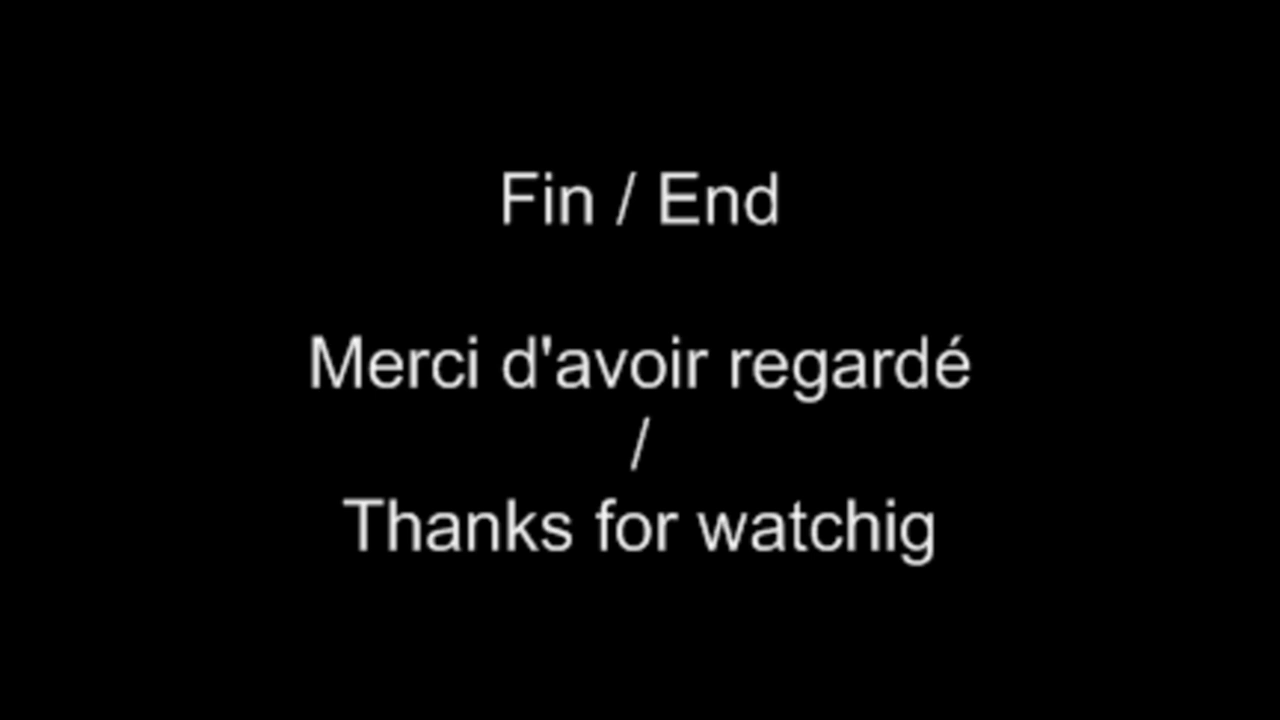 Fin / End
Merci d'avoir regardé
/
Thanks for watchig